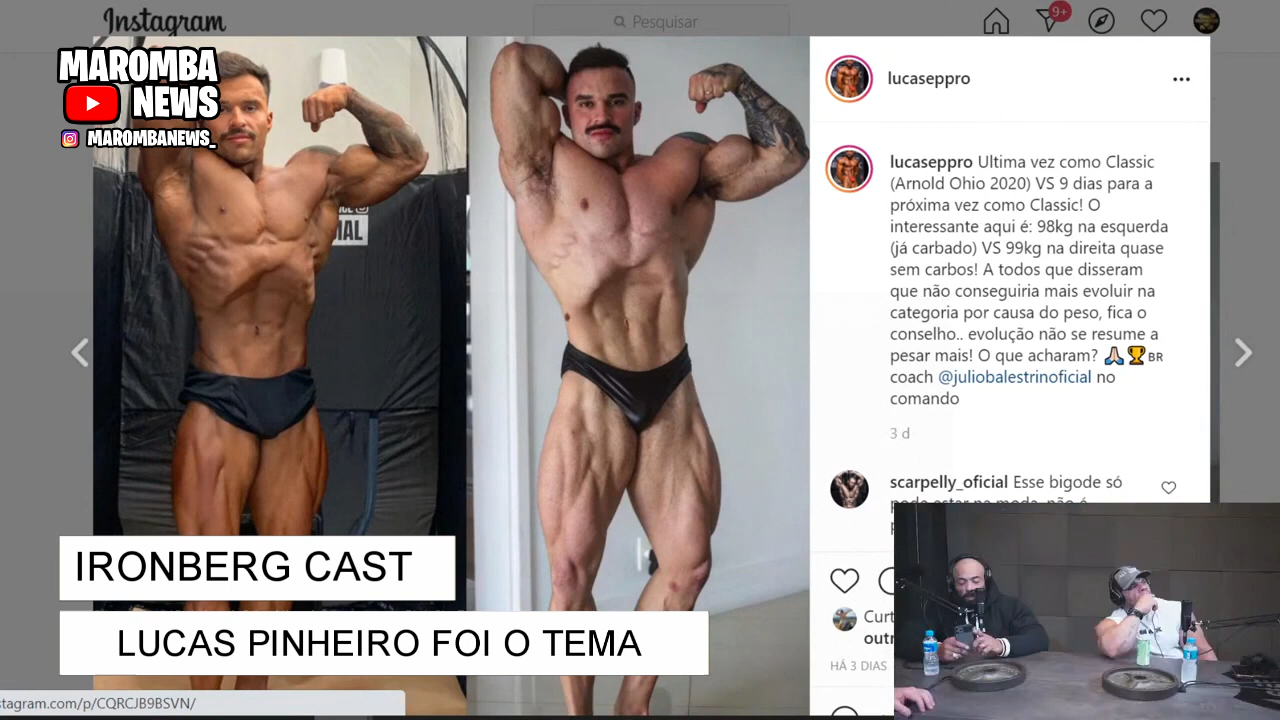 Instagram
Pesquisar
9+
MAROMBA
NEWS
MAROMBANEWS_
lucaseppro
lucaseppro Ultima vez como Classic
(Arnold Ohio 2020) VS 9 dias para a
próxima vez como Classic! O
interessante aqui é: 98kg na esquerda
(já carbado) VS 99kg na direita quase
sem carbos! A todos que disseram
que não conseguiria mais evoluir na
categoria por causa do peso, fica o
conselho.. evolução não se resume a
pesar mais! O que acharam? 🙏🏻🏆BR
coach @juliobalestrinoficial no
comando
3 d
scarpelly_oficial Esse bigode só
IRONBERG CAST
LUCAS PINHEIRO FOI O TEMA
Curt
outr
HÁ 3 DIAS
stagram.com/p/CQRCJB9BSVN/